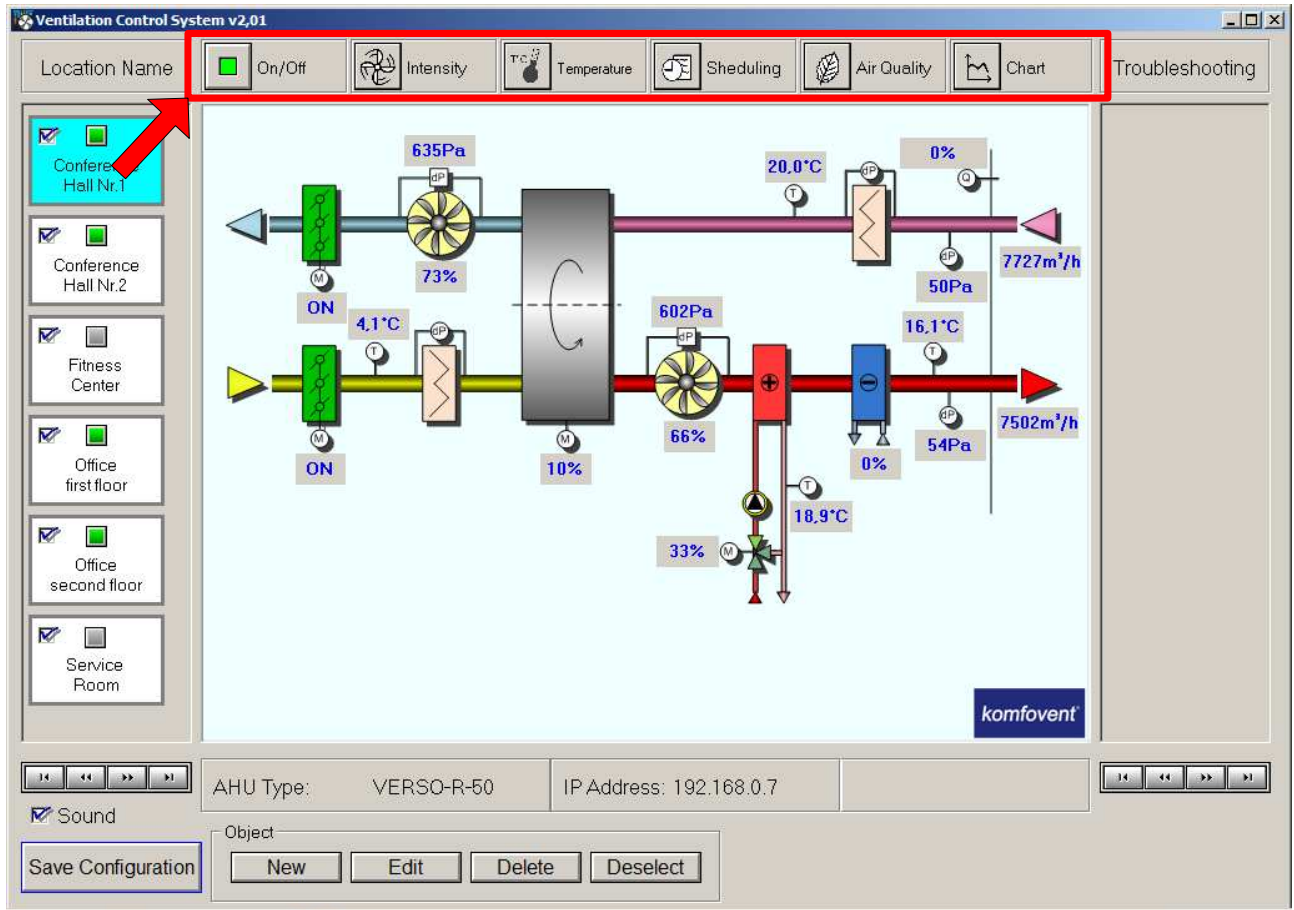 Ventilation Control System v2,01
Location Name
On/Off
Intensity
T°C
Temperature
Sheduling
Air Quality
Chart
Troubleshooting
Conference
Hall Nr.1
Conference
Hall Nr.2
Fitness
Center
Office
first floor
Office
second floor
Service
Room
635Pa
dP
20,0°C
T
dP
0%
Q
M
ON
73%
dP
50Pa
7727m³/h
4,1°C
T
dP
602Pa
dP
16,1°C
T
M
ON
M
10%
66%
dP
54Pa
7502m³/h
0%
T
18,9°C
33%
M
komfovent
Sound
AHU Type: VERSO-R-50
IP Address: 192.168.0.7
Object
Save Configuration
New
Edit
Delete
Deselect